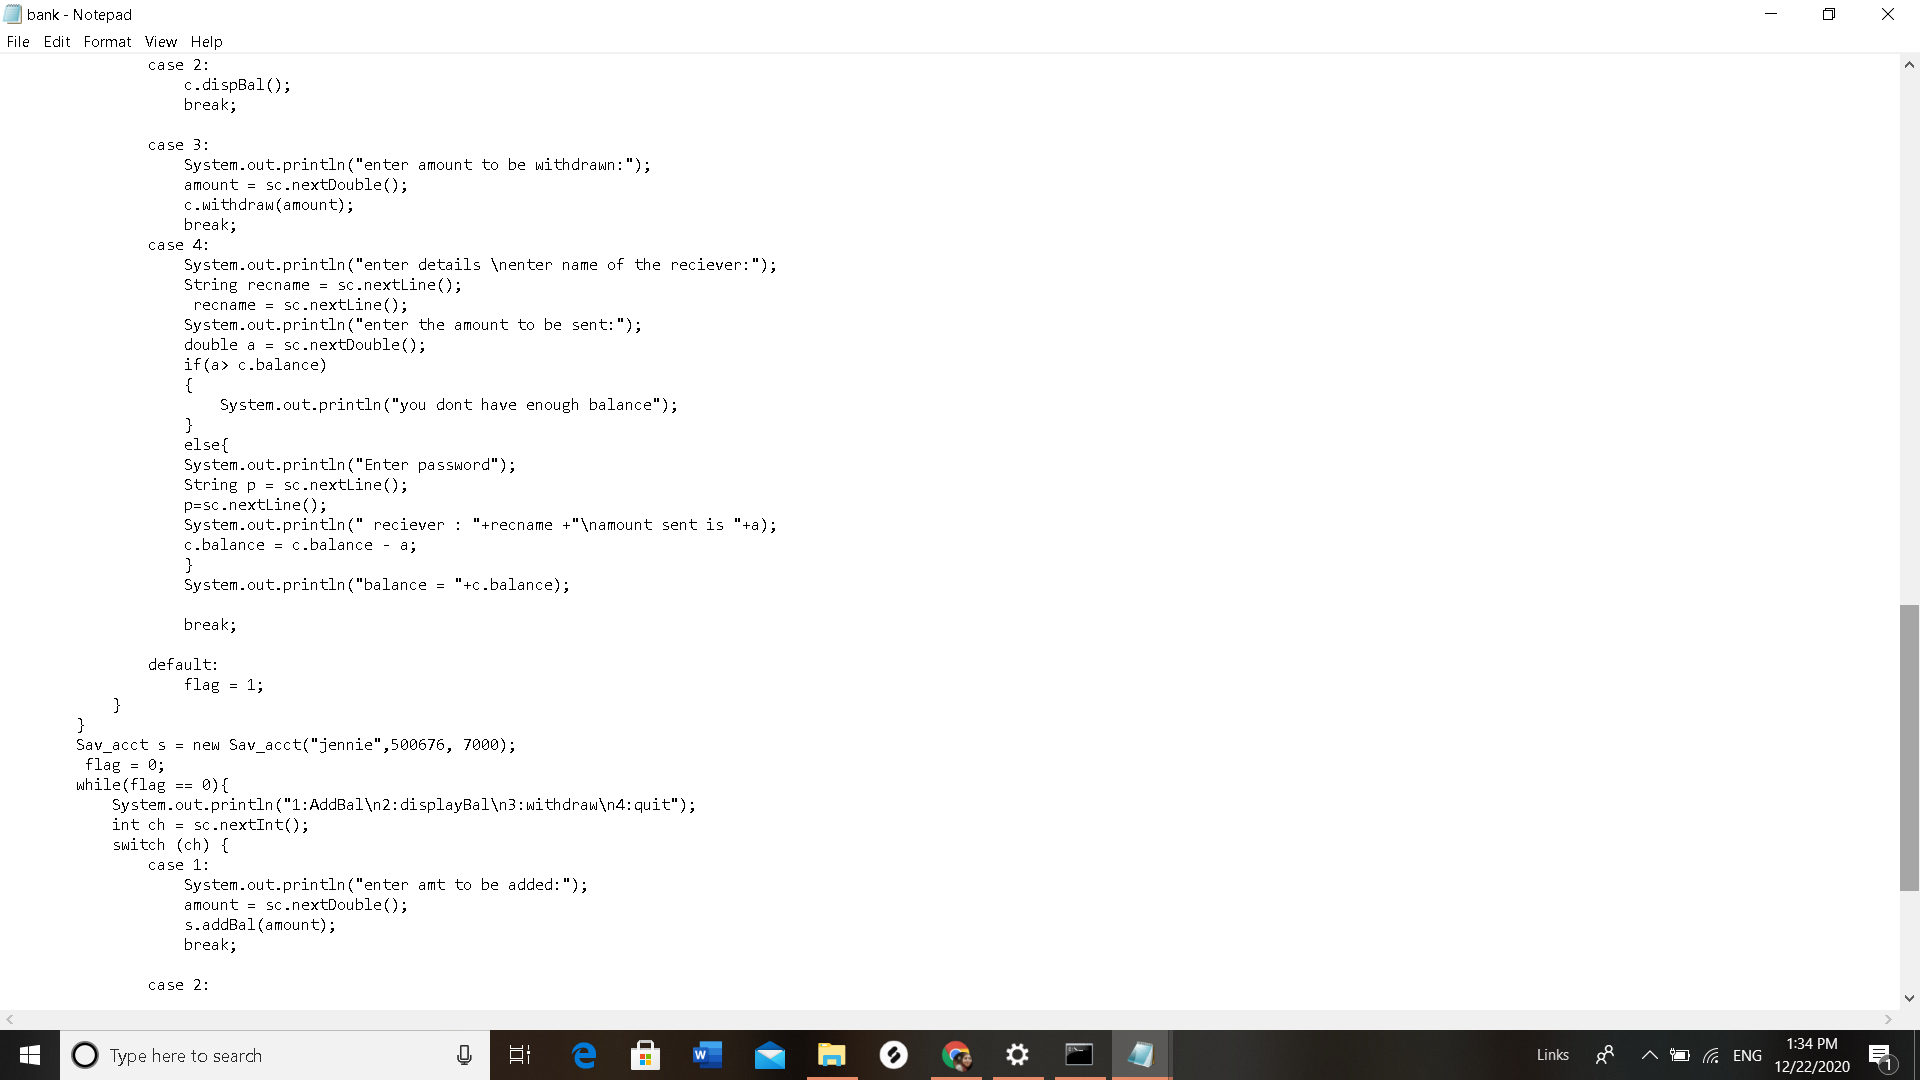 bank - Notepad
File Edit Format View Help
case 2:
c.dispBal();
break;
case 3:
System.out.println("enter amount to be withdrawn:");
amount = sc.nextDouble();
c.withdraw(amount);
break;
case 4:
System.out.println("enter details \nenter name of the reciever:");
String recname = sc.nextLine();
recname = sc.nextLine();
System.out.println("enter the amount to be sent:");
double a = sc.nextDouble();
if(a> c.balance)
{
System.out.println("you dont have enough balance");
}
else{
System.out.println("Enter password");
String p = sc.nextLine();
p=sc.nextLine();
System.out.println(" reciever : "+recname +"\namount sent is "+a);
c.balance = c.balance - a;
}
System.out.println("balance = "+c.balance);
break;
default:
flag = 1;
}
}
Sav_acct s = new Sav_acct("jennie",500676, 7000);
flag = 0;
while(flag == 0){
System.out.println("1:AddBal\n2:displayBal\n3:withdraw\n4:quit");
int ch = sc.nextInt();
switch (ch) {
case 1:
System.out.println("enter amt to be added:");
amount = sc.nextDouble();
s.addBal(amount);
break;
case 2:
Type here to search
Links
ENG
1:34 PM
12/22/2020
1